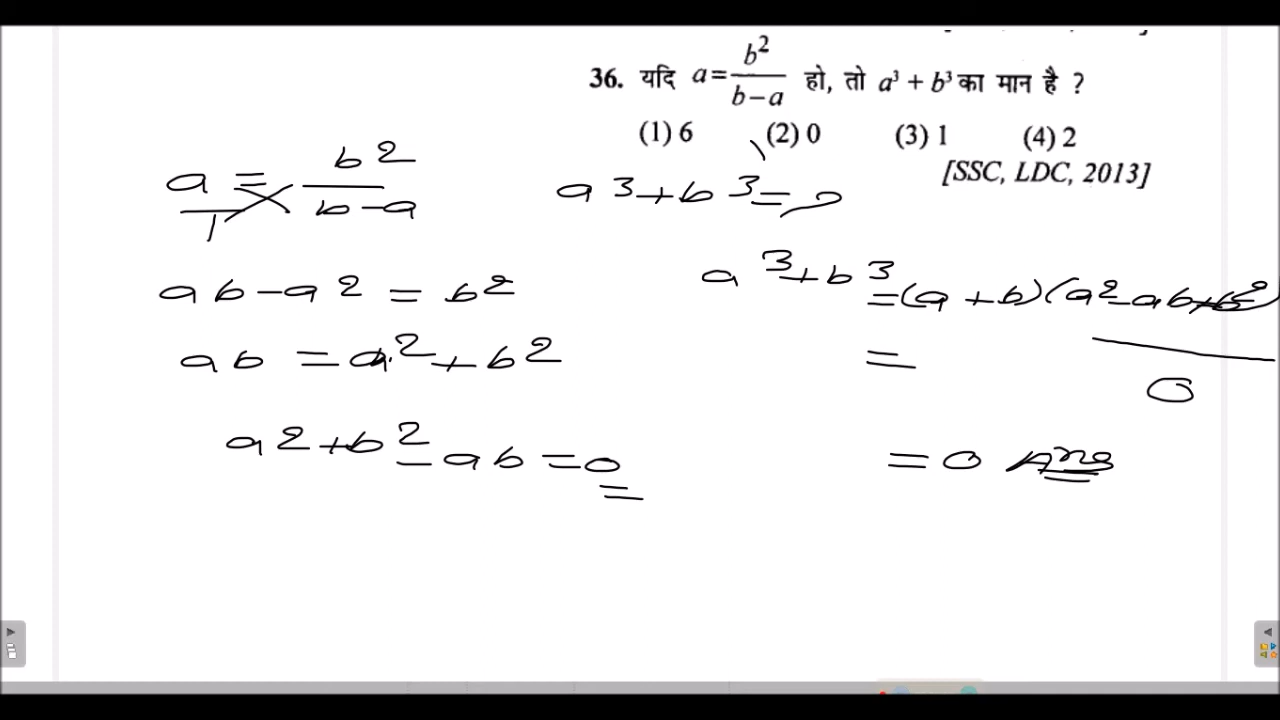 36. यदि a = b²/(b – a) हो, तो a³ + b³ का मान है ?
(1) 6 (2) 0 (3) 1 (4) 2
[SSC, LDC, 2013]
a/1 = b²/(b – a)
ab – a² = b²
ab = a² + b²
a² + b² – ab = 0
a³ + b³ = ?
a³ + b³
= (a + b) (a² – ab + b²)
= 0
= 0 Ans